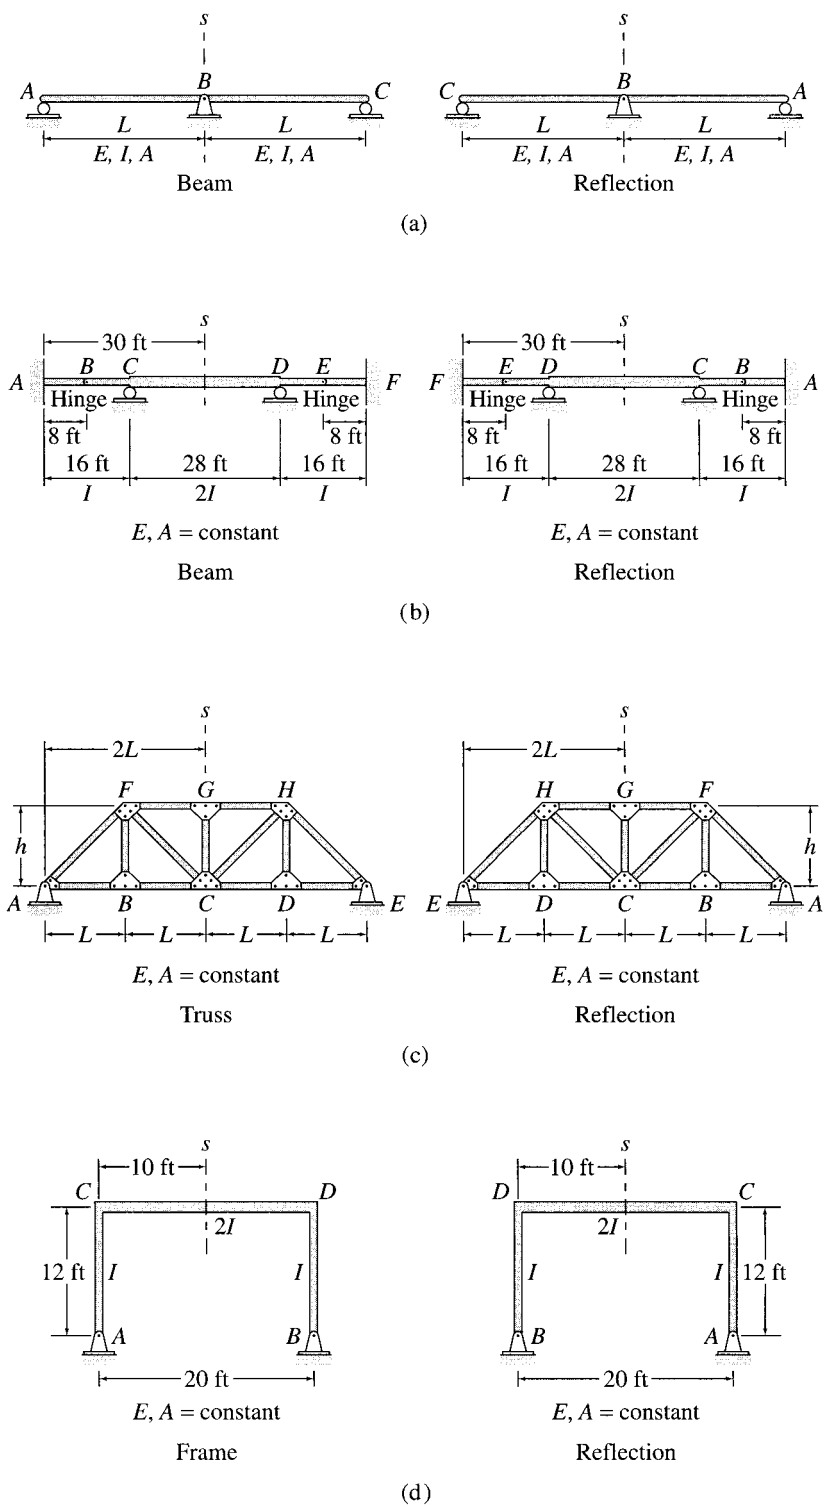 s s
A B C C B A
L L L L
E, I, A E, I, A E, I, A E, I, A
Beam Reflection
(a)
s s
30 ft 30 ft
A B C D E F F E D C B A
Hinge Hinge Hinge Hinge
8 ft 8 ft 8 ft 8 ft
16 ft 28 ft 16 ft 16 ft 28 ft 16 ft
I 2I I I 2I I
E, A = constant E, A = constant
Beam Reflection
(b)
s s
2L 2L
F G H H G F
h h
A B C D E E D C B A
L L L L L L L L
E, A = constant E, A = constant
Truss Reflection
(c)
s s
10 ft 10 ft
C D D C
2I 2I
12 ft I I I I 12 ft
A B B A
20 ft 20 ft
E, A = constant E, A = constant
Frame Reflection
(d)